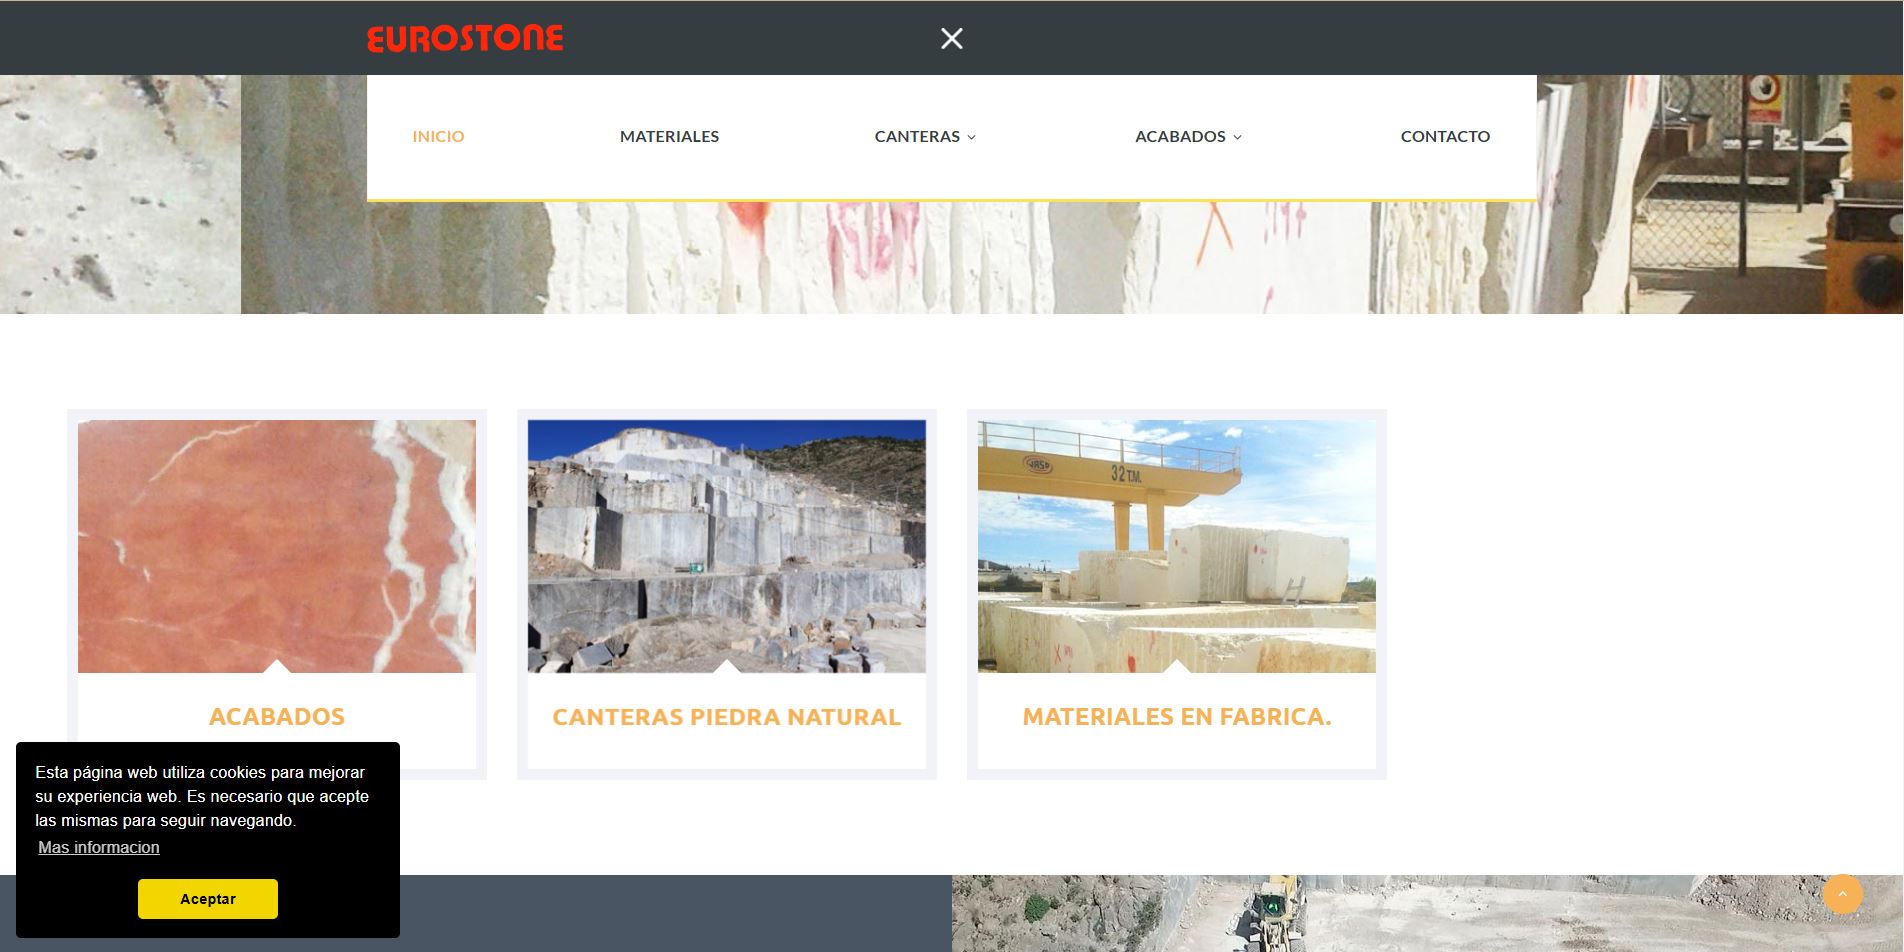 EUROSTONE
INICIO
MATERIALES
CANTERAS
ACABADOS
CONTACTO
32 T.M.
ACABADOS
CANTERAS PIEDRA NATURAL
MATERIALES EN FABRICA.
Esta página web utiliza cookies para mejorar
su experiencia web. Es necesario que acepte
las mismas para seguir navegando.
Mas informacion
Aceptar